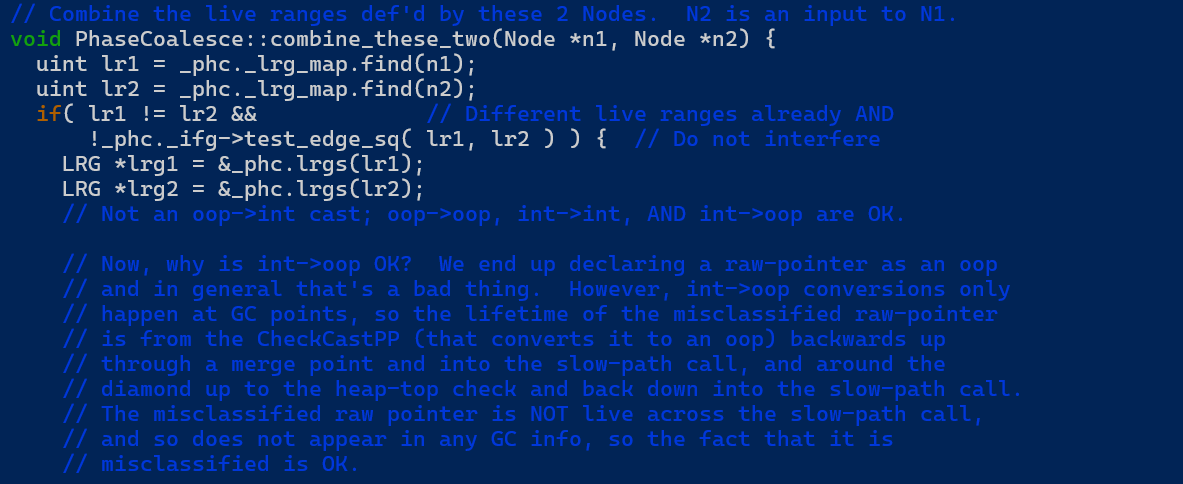 // Combine the live ranges def'd by these 2 Nodes.  N2 is an input to N1.
void PhaseCoalesce::combine_these_two(Node *n1, Node *n2) {
  uint lr1 = _phc._lrg_map.find(n1);
  uint lr2 = _phc._lrg_map.find(n2);
  if( lr1 != lr2 &&             // Different live ranges already AND
      !_phc._ifg->test_edge_sq( lr1, lr2 ) ) {  // Do not interfere
    LRG *lrg1 = &_phc.lrgs(lr1);
    LRG *lrg2 = &_phc.lrgs(lr2);
    // Not an oop->int cast; oop->oop, int->int, AND int->oop are OK.

    // Now, why is int->oop OK?  We end up declaring a raw-pointer as an oop
    // and in general that's a bad thing.  However, int->oop conversions only
    // happen at GC points, so the lifetime of the misclassified raw-pointer
    // is from the CheckCastPP (that converts it to an oop) backwards up
    // through a merge point and into the slow-path call, and around the
    // diamond up to the heap-top check and back down into the slow-path call.
    // The misclassified raw pointer is NOT live across the slow-path call,
    // and so does not appear in any GC info, so the fact that it is
    // misclassified is OK.